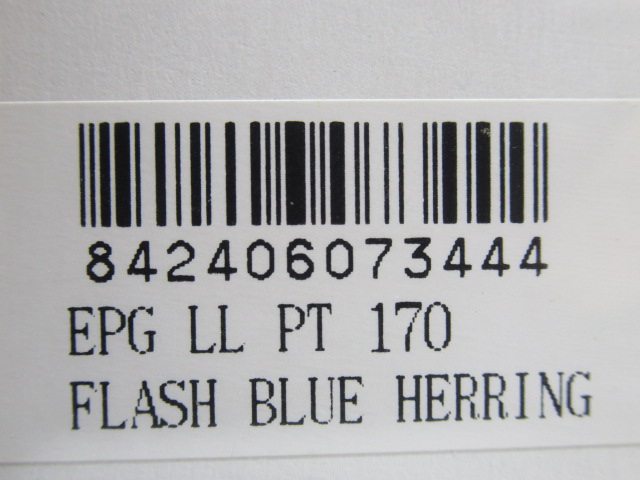 842406073444
EPG LL PT 170
FLASH BLUE HERRING